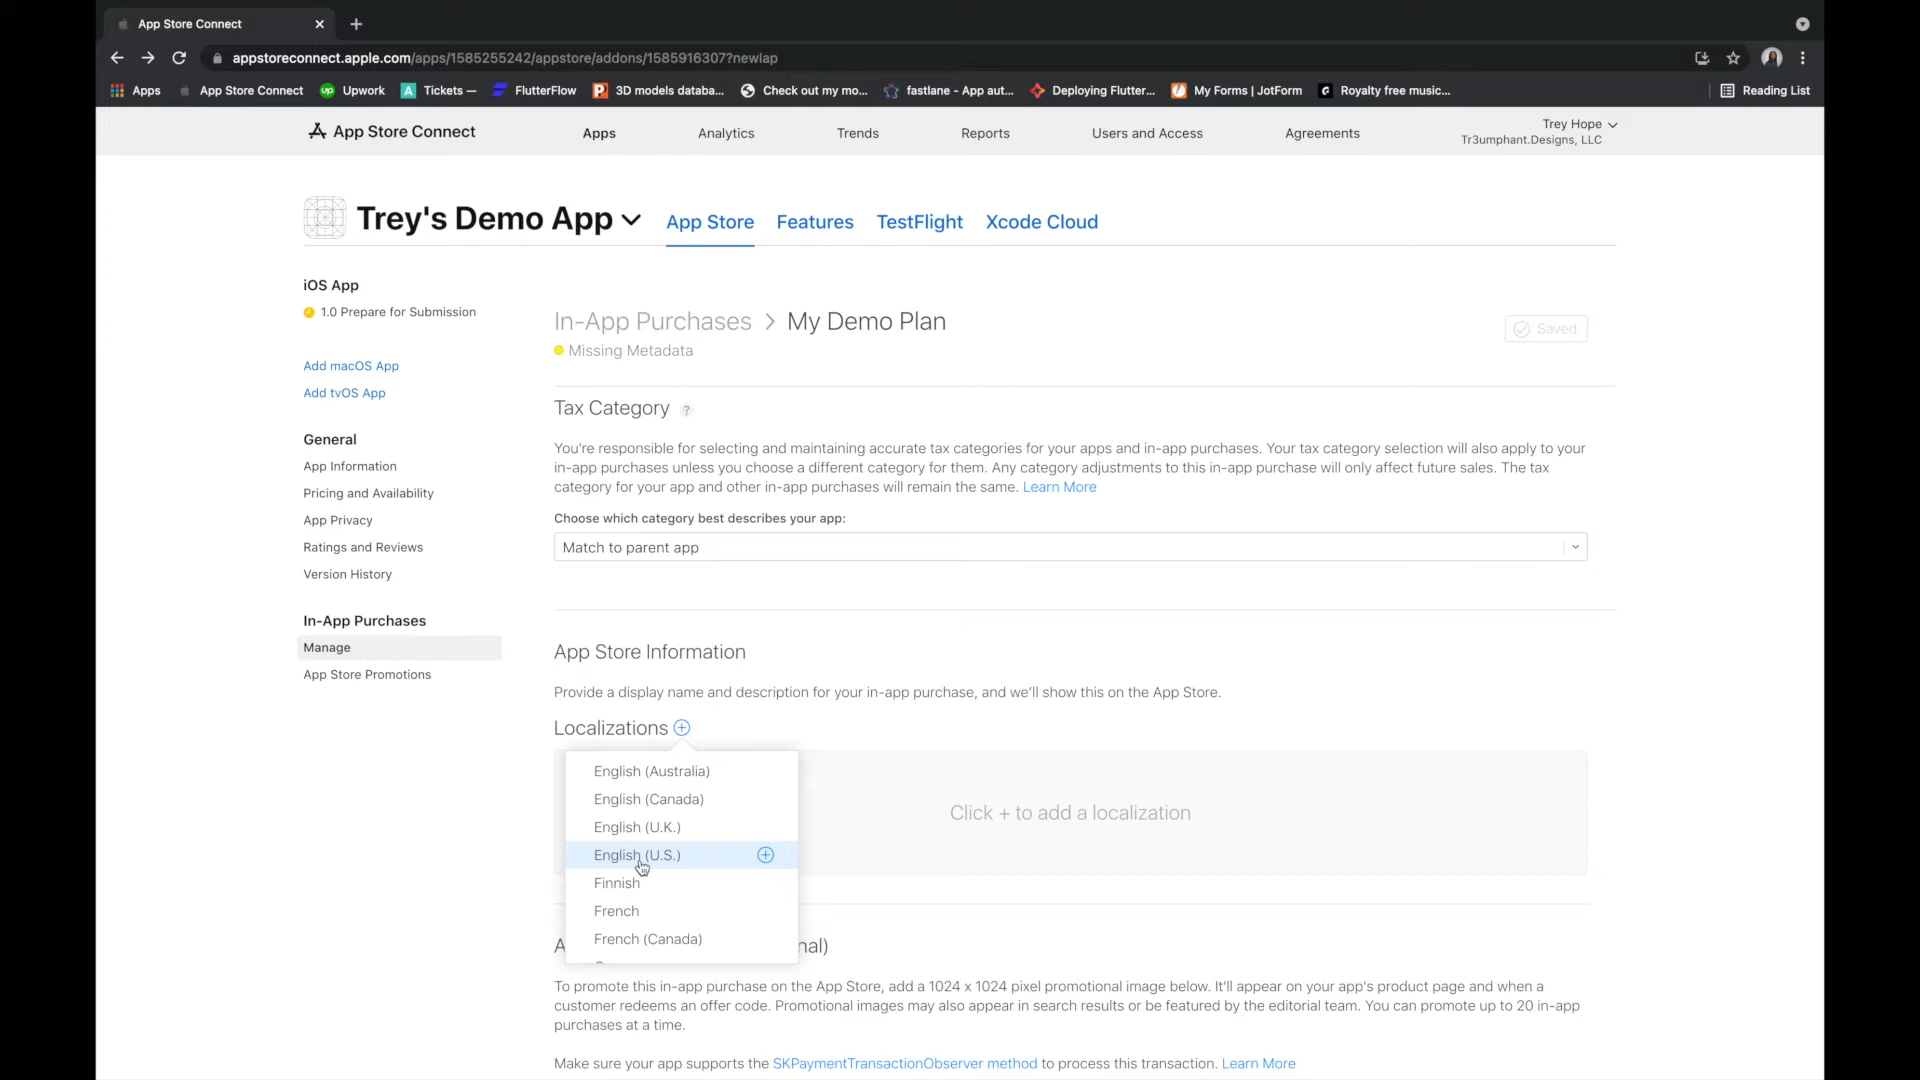 App Store Connect
appstoreconnect.apple.com/apps/1585255242/appstore/addons/1585916307?newlap
Apps App Store Connect Upwork Tickets — FlutterFlow 3D models databa... Check out my mo... fastlane - App aut... Deploying Flutter... My Forms | JotForm Royalty free music... Reading List
App Store Connect Apps Analytics Trends Reports Users and Access Agreements Trey Hope
Tr3umphant.Designs, LLC
Trey's Demo App App Store Features TestFlight Xcode Cloud
iOS App
1.0 Prepare for Submission
Add macOS App
Add tvOS App
General
App Information
Pricing and Availability
App Privacy
Ratings and Reviews
Version History
In-App Purchases
Manage
App Store Promotions
In-App Purchases > My Demo Plan
Saved
Missing Metadata
Tax Category ?
You're responsible for selecting and maintaining accurate tax categories for your apps and in-app purchases. Your tax category selection will also apply to your
in-app purchases unless you choose a different category for them. Any category adjustments to this in-app purchase will only affect future sales. The tax
category for your app and other in-app purchases will remain the same. Learn More
Choose which category best describes your app:
Match to parent app
App Store Information
Provide a display name and description for your in-app purchase, and we'll show this on the App Store.
Localizations
English (Australia)
English (Canada)
English (U.K.)
English (U.S.)
Finnish
French
French (Canada)
Click + to add a localization
To promote this in-app purchase on the App Store, add a 1024 x 1024 pixel promotional image below. It'll appear on your app's product page and when a
customer redeems an offer code. Promotional images may also appear in search results or be featured by the editorial team. You can promote up to 20 in-app
purchases at a time.
Make sure your app supports the SKPaymentTransactionObserver method to process this transaction. Learn More